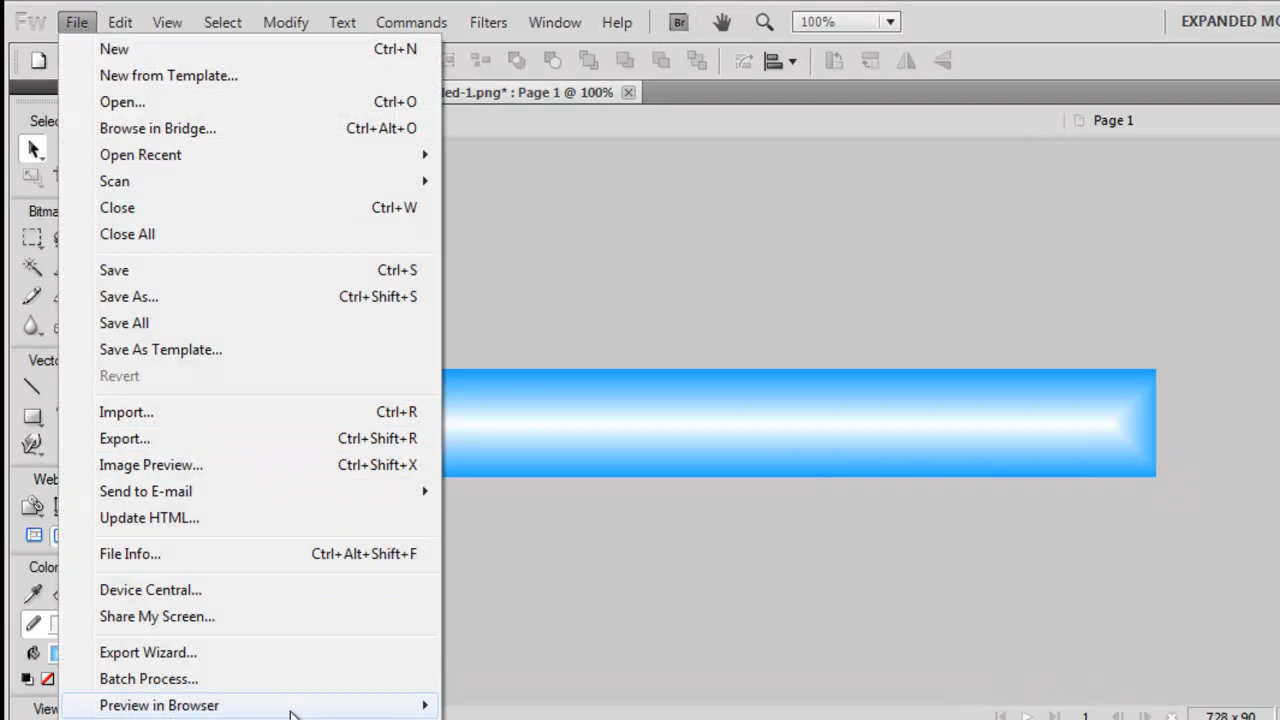 Fw File Edit View Select Modify Text Commands Filters Window Help Br 100% EXPANDED MO
New Ctrl+N
New from Template...
Open... Ctrl+O
Browse in Bridge... Ctrl+Alt+O
Open Recent
Scan
Close Ctrl+W
Close All
Save Ctrl+S
Save As... Ctrl+Shift+S
Save All
Save As Template...
Revert
Import... Ctrl+R
Export... Ctrl+Shift+R
Image Preview... Ctrl+Shift+X
Send to E-mail
Update HTML...
File Info... Ctrl+Alt+Shift+F
Device Central...
Share My Screen...
Export Wizard...
Batch Process...
Preview in Browser
led-1.png* : Page 1 @ 100%
Page 1
Selec
Bitma
Vecto
Web
Color
View
1 728 x 90